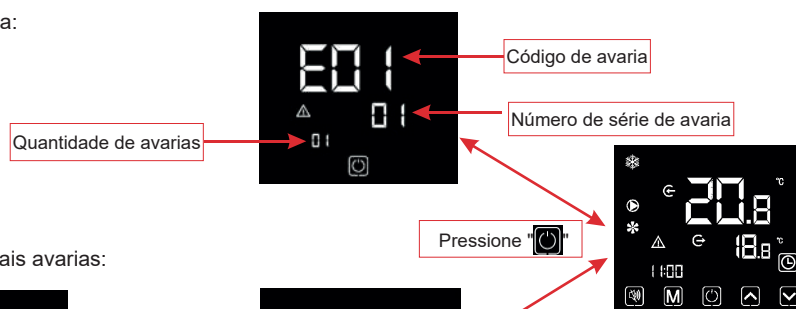 a:
E01
Código de avaria
01
Número de série de avaria
Quantidade de avarias
01
20.8 °C
Pressione " "
18.8 °C
ais avarias:
11:00
M